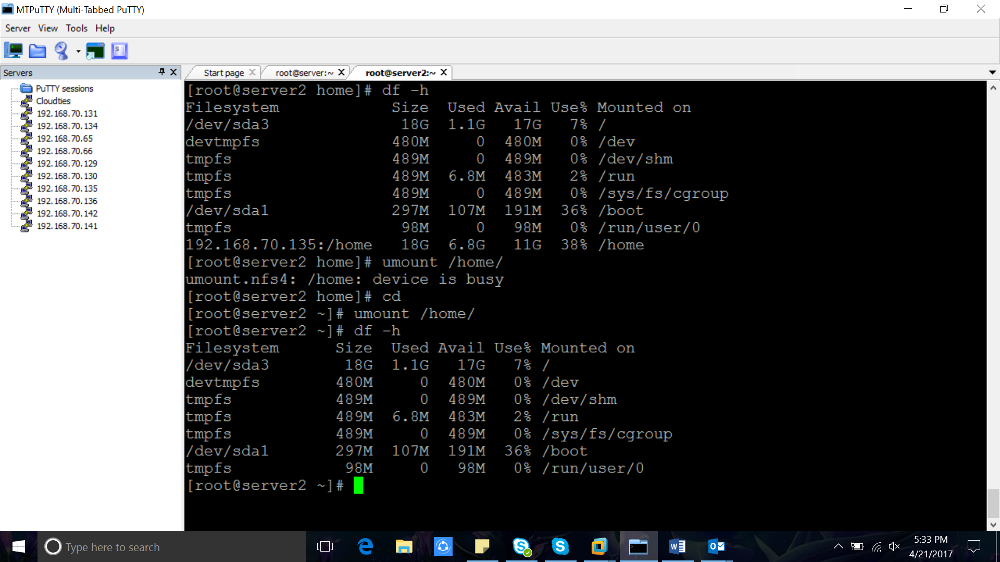 MTPuTTY (Multi-Tabbed PuTTY)
Server View Tools Help
Servers
PuTTY sessions
Cloudties
192.168.70.131
192.168.70.134
192.168.70.65
192.168.70.66
192.168.70.129
192.168.70.130
192.168.70.135
192.168.70.136
192.168.70.142
192.168.70.141
Start page root@server:~ root@server2:~
[root@server2 home]# df -h
Filesystem Size Used Avail Use% Mounted on
/dev/sda3 18G 1.1G 17G 7% /
devtmpfs 480M 0 480M 0% /dev
tmpfs 489M 0 489M 0% /dev/shm
tmpfs 489M 6.8M 483M 2% /run
tmpfs 489M 0 489M 0% /sys/fs/cgroup
/dev/sda1 297M 107M 191M 36% /boot
tmpfs 98M 0 98M 0% /run/user/0
192.168.70.135:/home 18G 6.8G 11G 38% /home
[root@server2 home]# umount /home/
umount.nfs4: /home: device is busy
[root@server2 home]# cd
[root@server2 ~]# umount /home/
[root@server2 ~]# df -h
Filesystem Size Used Avail Use% Mounted on
/dev/sda3 18G 1.1G 17G 7% /
devtmpfs 480M 0 480M 0% /dev
tmpfs 489M 0 489M 0% /dev/shm
tmpfs 489M 6.8M 483M 2% /run
tmpfs 489M 0 489M 0% /sys/fs/cgroup
/dev/sda1 297M 107M 191M 36% /boot
tmpfs 98M 0 98M 0% /run/user/0
[root@server2 ~]#
Type here to search
5:33 PM
4/21/2017